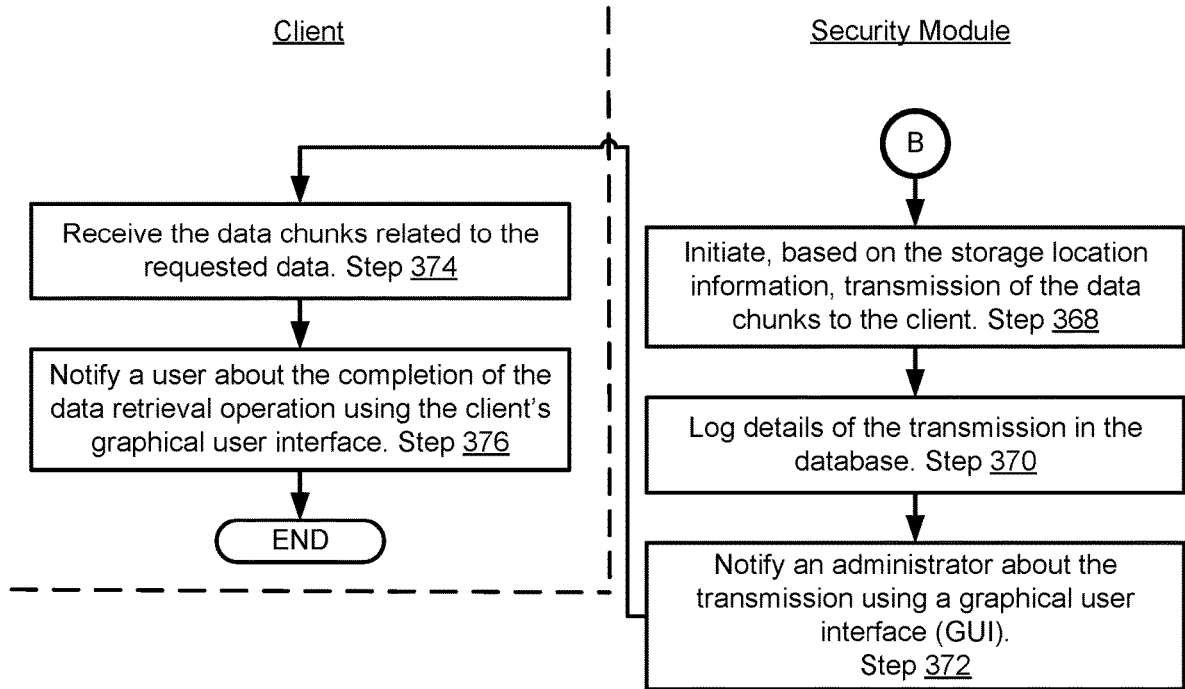 Client
Receive the data chunks related to the
requested data. Step 374
Notify a user about the completion of the
data retrieval operation using the client's
graphical user interface. Step 376
END
Security Module
B
Initiate, based on the storage location
information, transmission of the data
chunks to the client. Step 368
Log details of the transmission in the
database. Step 370
Notify an administrator about the
transmission using a graphical user
interface (GUI).
Step 372